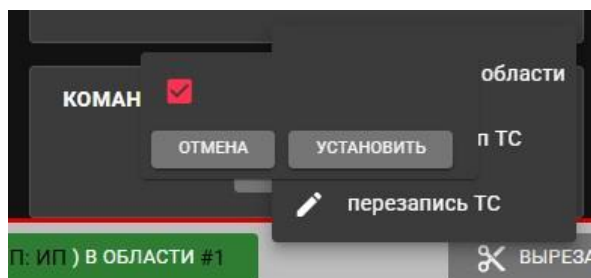 области
КОМАН
ОТМЕНА
УСТАНОВИТЬ
п ТС
перезапись ТС
П: ИП ) В ОБЛАСТИ #1
ВЫРЕЗА